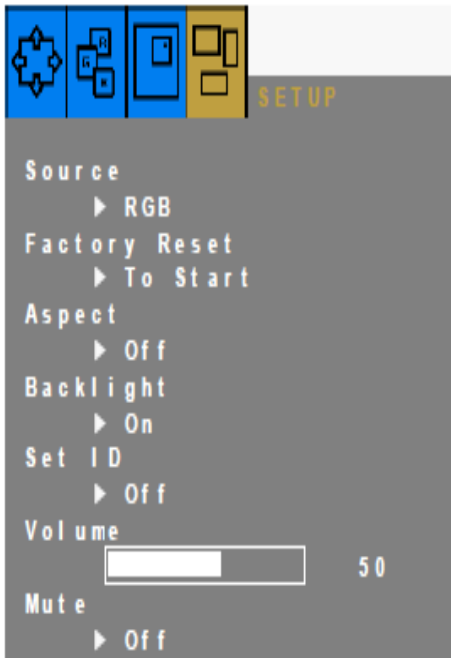 R
G
SETUP
Source
RGB
Factory Reset
To Start
Aspect
Off
Backlight
On
Set ID
Off
Volume
50
Mute
Off